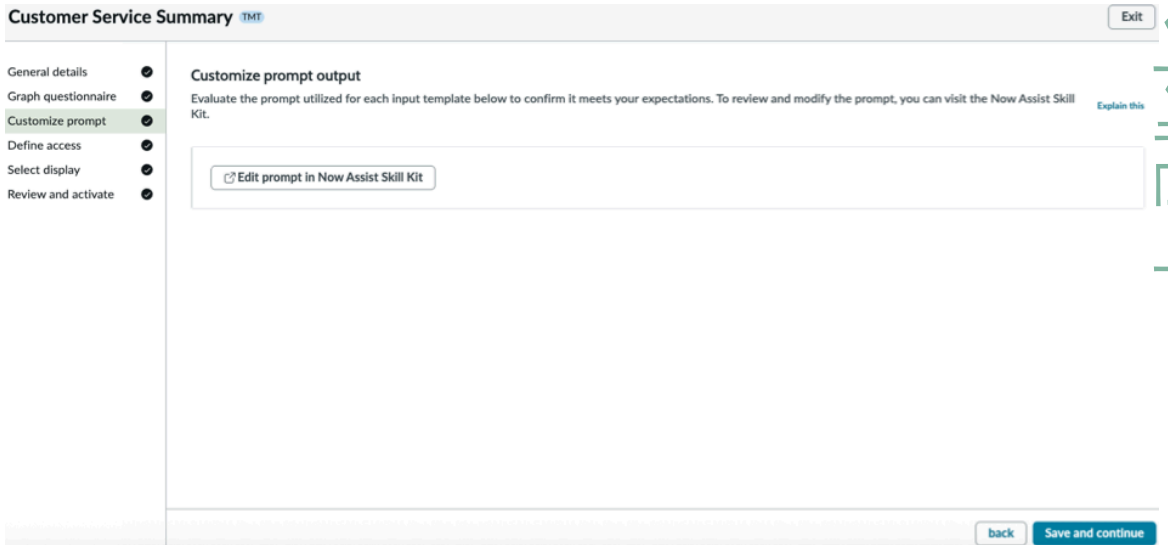 Customer Service Summary TMT
Exit
General details
Graph questionnaire
Customize prompt
Define access
Select display
Review and activate
Customize prompt output
Evaluate the prompt utilized for each input template below to confirm it meets your expectations. To review and modify the prompt, you can visit the Now Assist Skill
Kit.
Explain this
Edit prompt in Now Assist Skill Kit
back
Save and continue